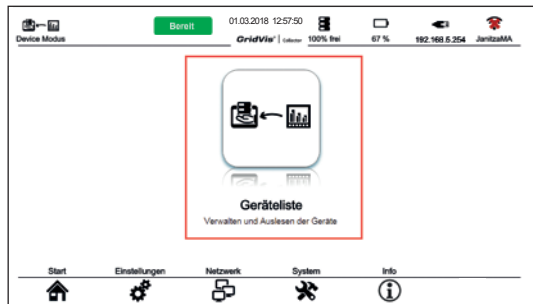 Device Modus
Bereit
01.03.2018 12:57:50
GridVis® | Collector
100% frei
67 %
192.168.5.254
JanitzaMA
Geräteliste
Verwalten und Auslesen der Geräte
Start
Einstellungen
Netzwerk
System
Info